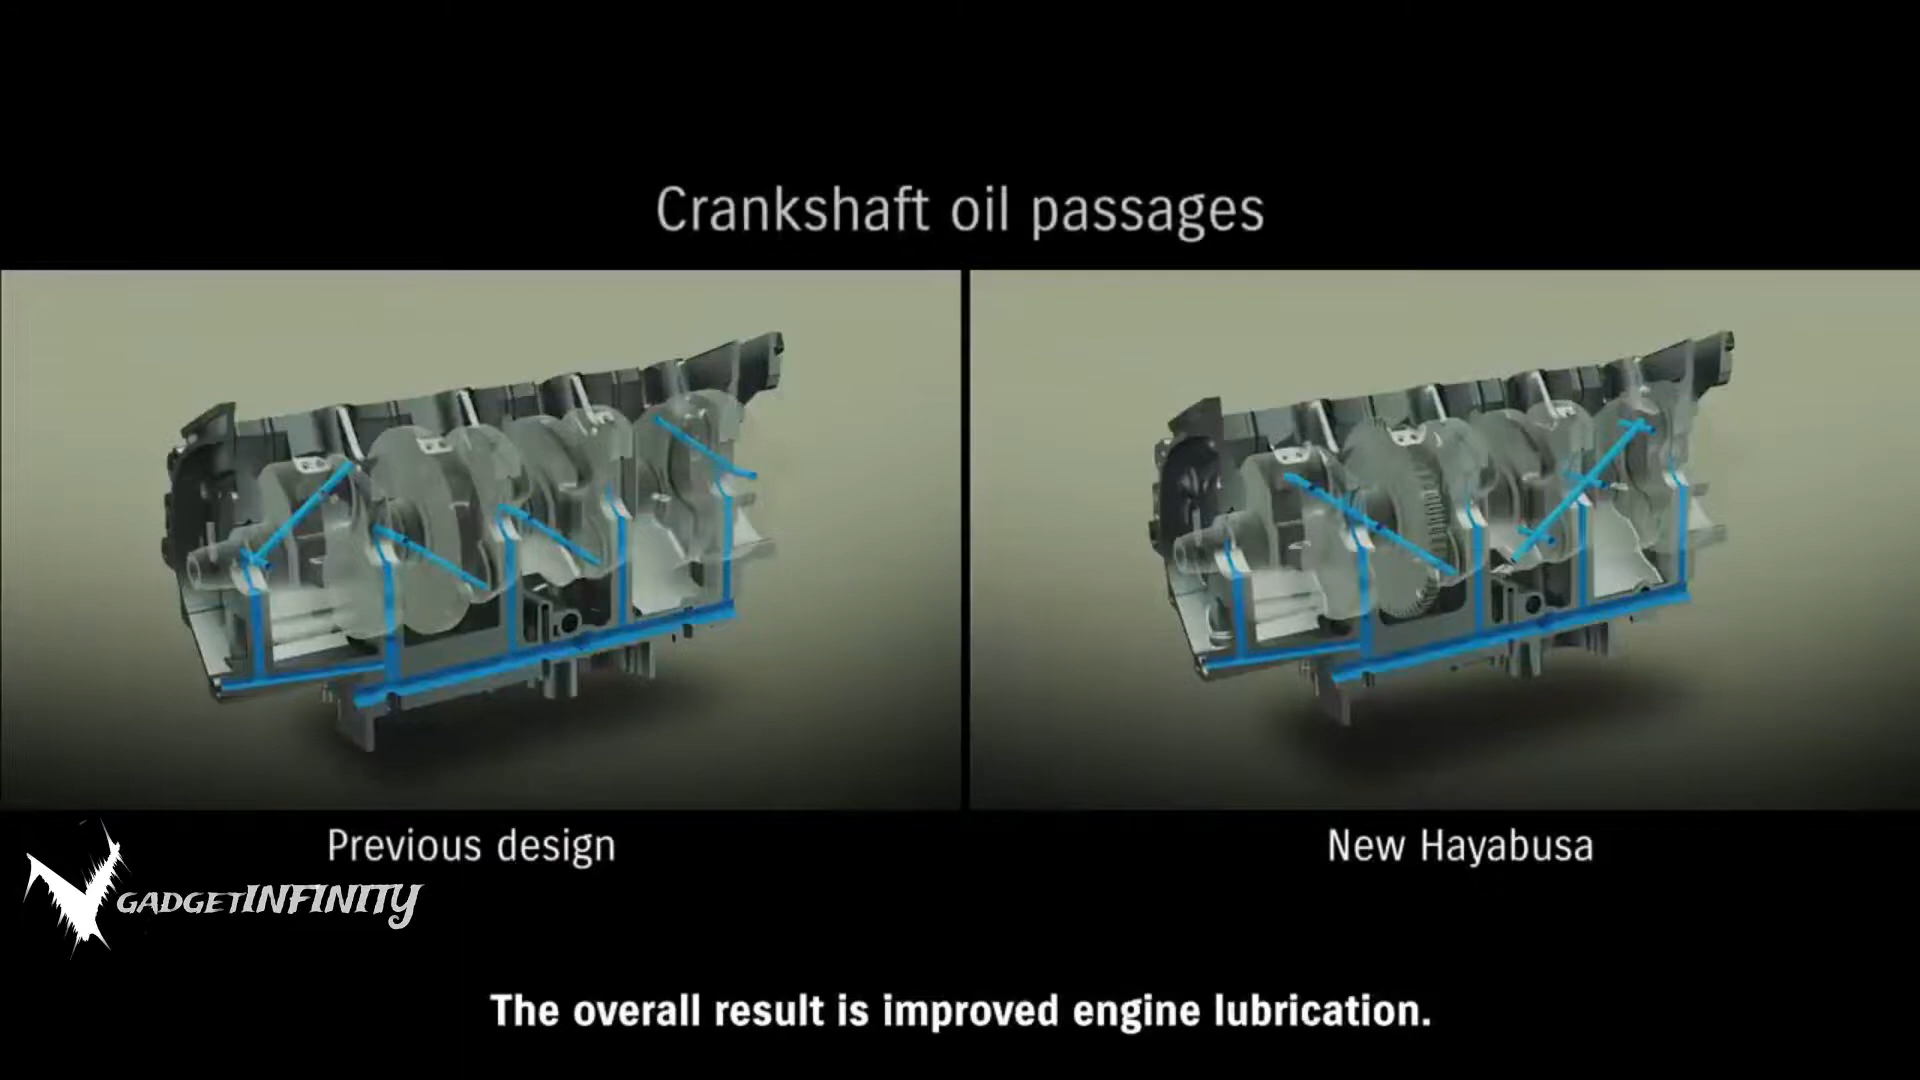 Crankshaft oil passages
Previous design
New Hayabusa
GADGETINFINITY
The overall result is improved engine lubrication.